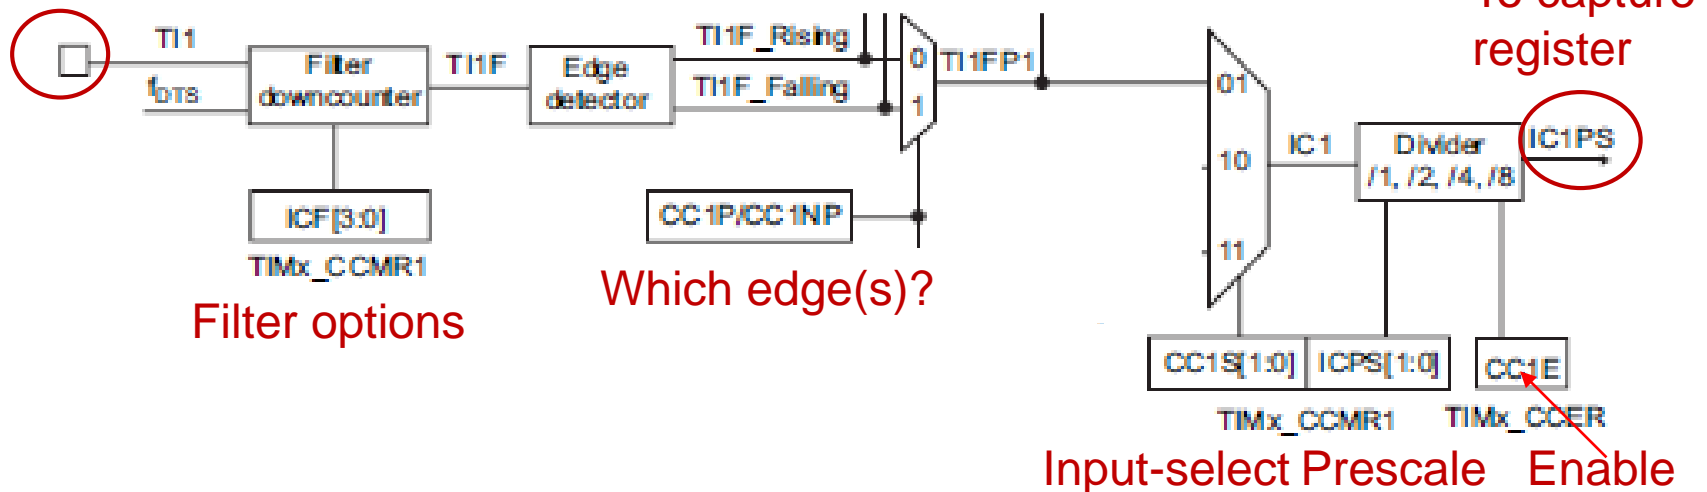 To capture
register
TI1
fDTS
Filter
downcounter
TI1F
Edge
detector
TI1F_Rising
TI1F_Falling
0
1
TI1FP1
01
10
11
IC1
Divider
/1, /2, /4, /8
IC1PS
ICF[3:0]
TIMx_CCMR1
Filter options
CC1P/CC1NP
Which edge(s)?
CC1S[1:0]
ICPS[1:0]
CC1E
TIMx_CCMR1
TIMx_CCER
Input-select Prescale Enable